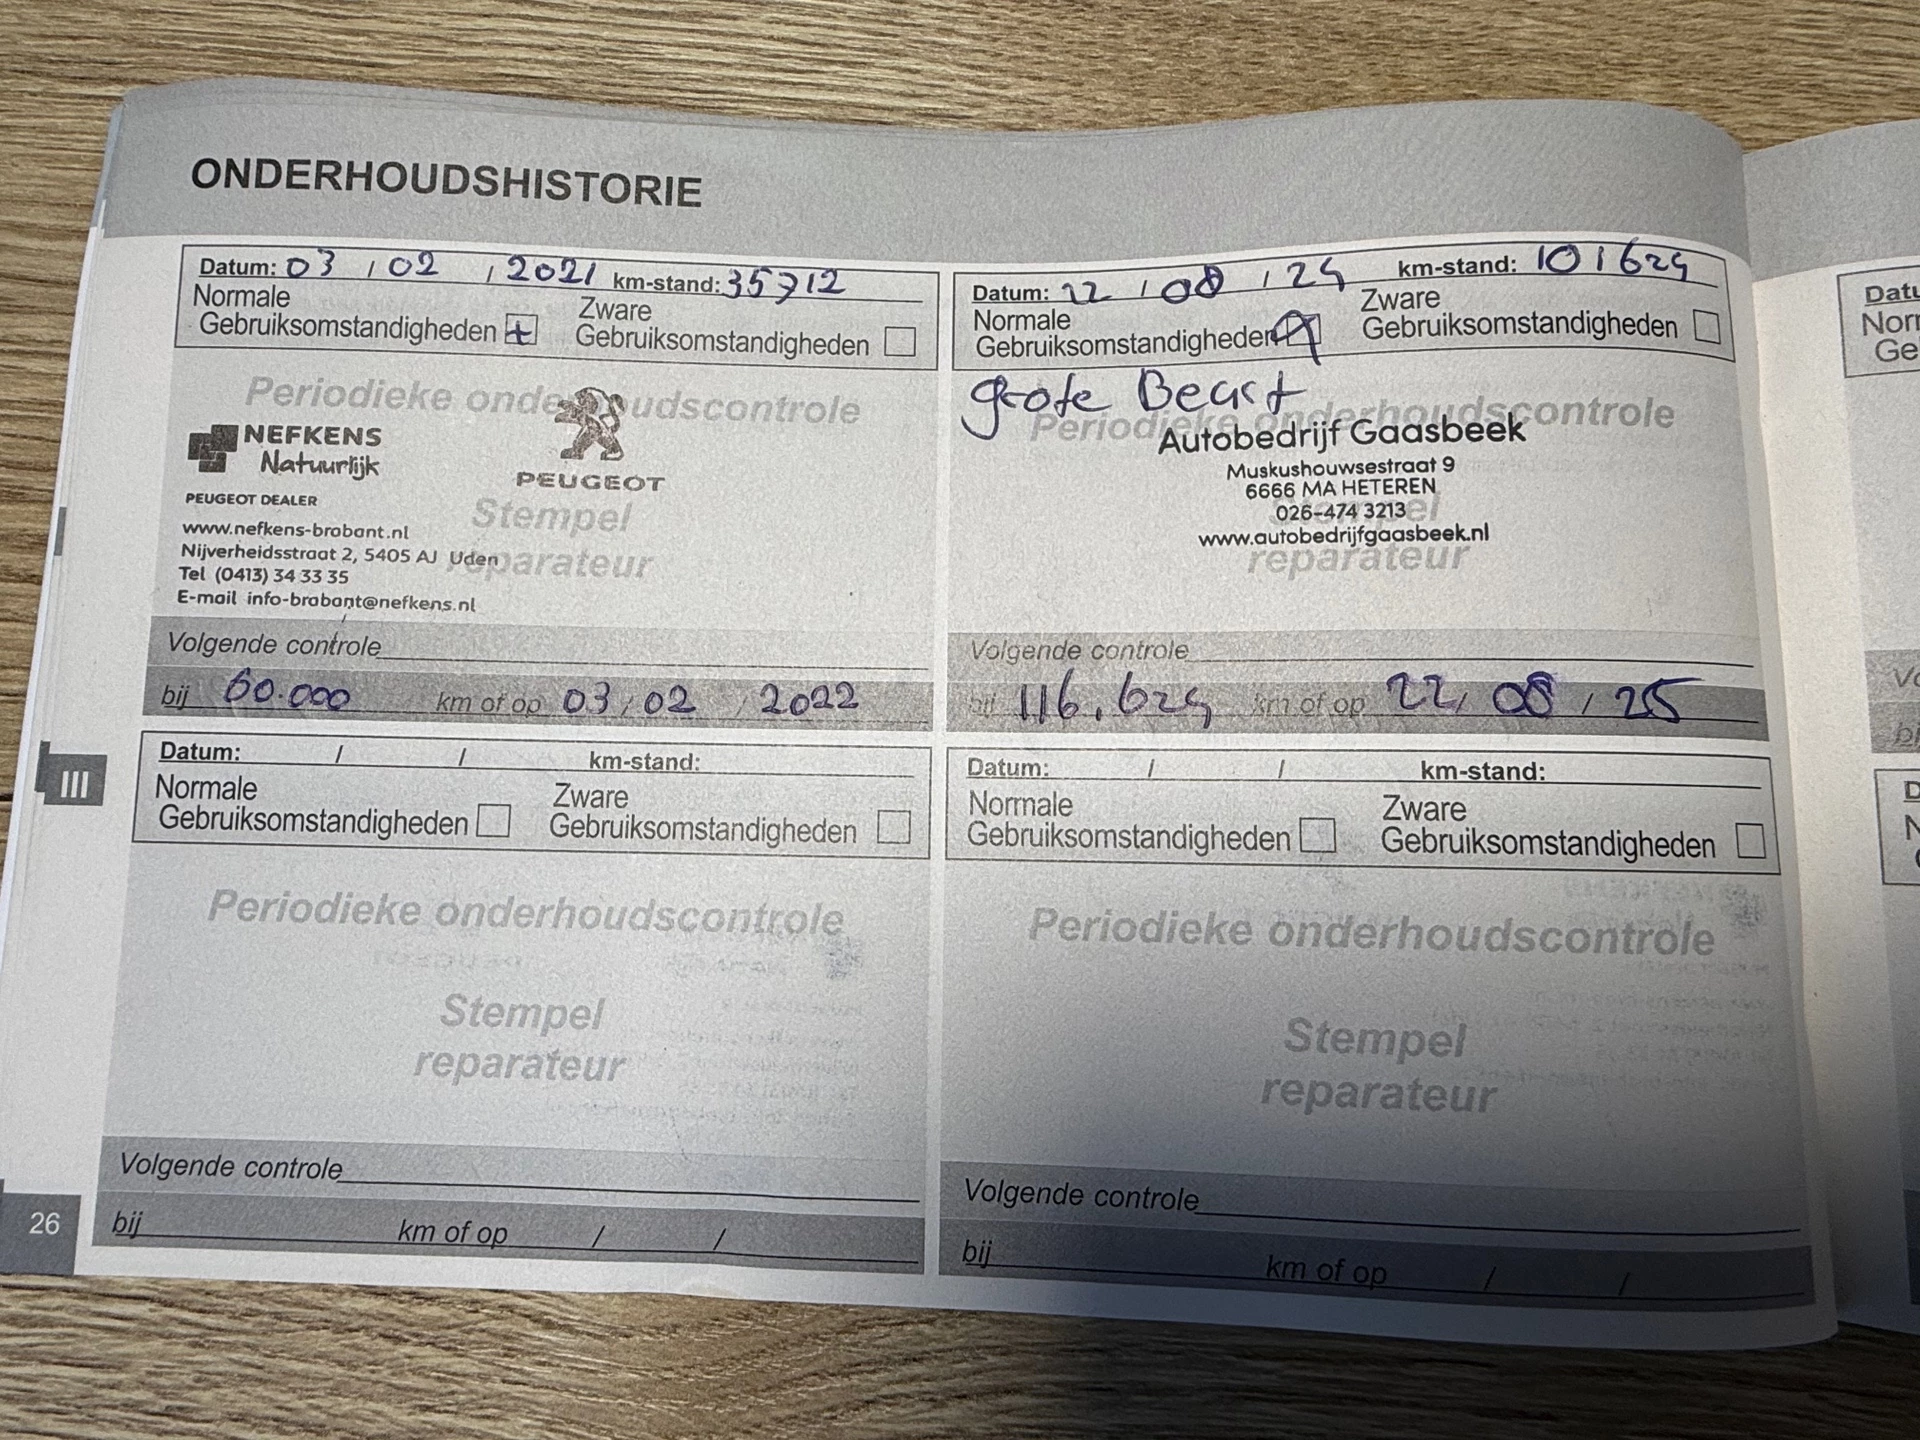 ONDERHOUDSHISTORIE
Datum: 03 / 02 / 2021 km-stand: 35712
Normale
Gebruiksomstandigheden
Zware
Gebruiksomstandigheden
Periodieke onderhoudscontrole
NEFKENS
Natuurlijk
PEUGEOT
PEUGEOT DEALER
Stempel
reparateur
www.nefkens-brabant.nl
Nijverheidsstraat 2, 5405 AJ Uden
Tel (0413) 34 33 35
E-mail info-brabant@nefkens.nl
Volgende controle
bij 60.000 km of op 03 / 02 / 2022
Datum: 22 / 08 / 24 km-stand: 101624
Normale
Gebruiksomstandigheden
Zware
Gebruiksomstandigheden
grote Beurt
Periodieke onderhoudscontrole
Autobedrijf Gaasbeek
Muskushouwsestraat 9
6666 MA HETEREN
026-474 3213
Stempel
www.autobedrijfgaasbeek.nl
reparateur
Volgende controle
bij 116.624 km of op 22 / 08 / 25
III
Datum: / / km-stand:
Normale
Gebruiksomstandigheden
Zware
Gebruiksomstandigheden
Periodieke onderhoudscontrole
Stempel
reparateur
Volgende controle
bij km of op / /
Datum: / / km-stand:
Normale
Gebruiksomstandigheden
Zware
Gebruiksomstandigheden
Periodieke onderhoudscontrole
Stempel
reparateur
Volgende controle
bij km of op / /
26